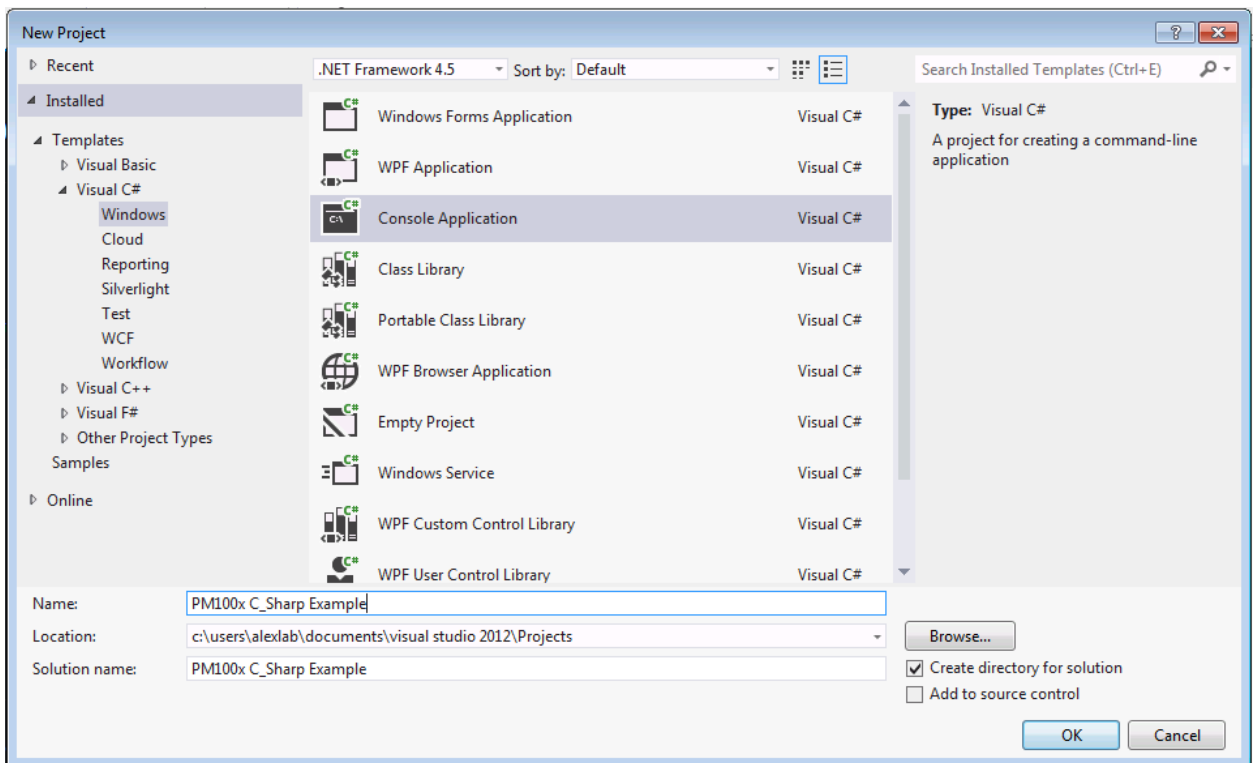 New Project
Recent
Installed
Templates
Visual Basic
Visual C#
Windows
Cloud
Reporting
Silverlight
Test
WCF
Workflow
Visual C++
Visual F#
Other Project Types
Samples
Online
.NET Framework 4.5 Sort by: Default
Windows Forms Application Visual C#
WPF Application Visual C#
Console Application Visual C#
Class Library Visual C#
Portable Class Library Visual C#
WPF Browser Application Visual C#
Empty Project Visual C#
Windows Service Visual C#
WPF Custom Control Library Visual C#
WPF User Control Library Visual C#
Search Installed Templates (Ctrl+E)
Type: Visual C#
A project for creating a command-line
application
Name: PM100x C_Sharp Example
Location: c:\users\alexlab\documents\visual studio 2012\Projects
Browse...
Solution name: PM100x C_Sharp Example
Create directory for solution
Add to source control
OK Cancel